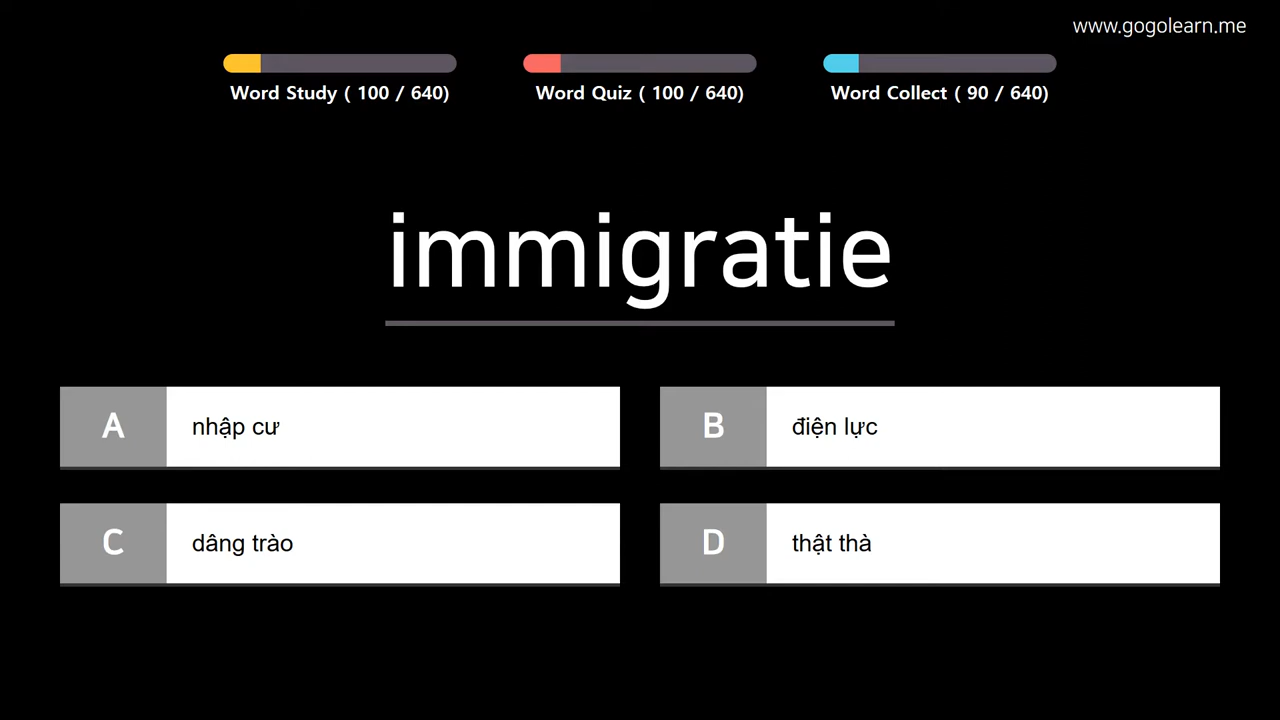 www.gogolearn.me
Word Study ( 100 / 640)
Word Quiz ( 100 / 640)
Word Collect ( 90 / 640)
immigratie
A nhập cư
B điện lực
C dâng trào
D thật thà